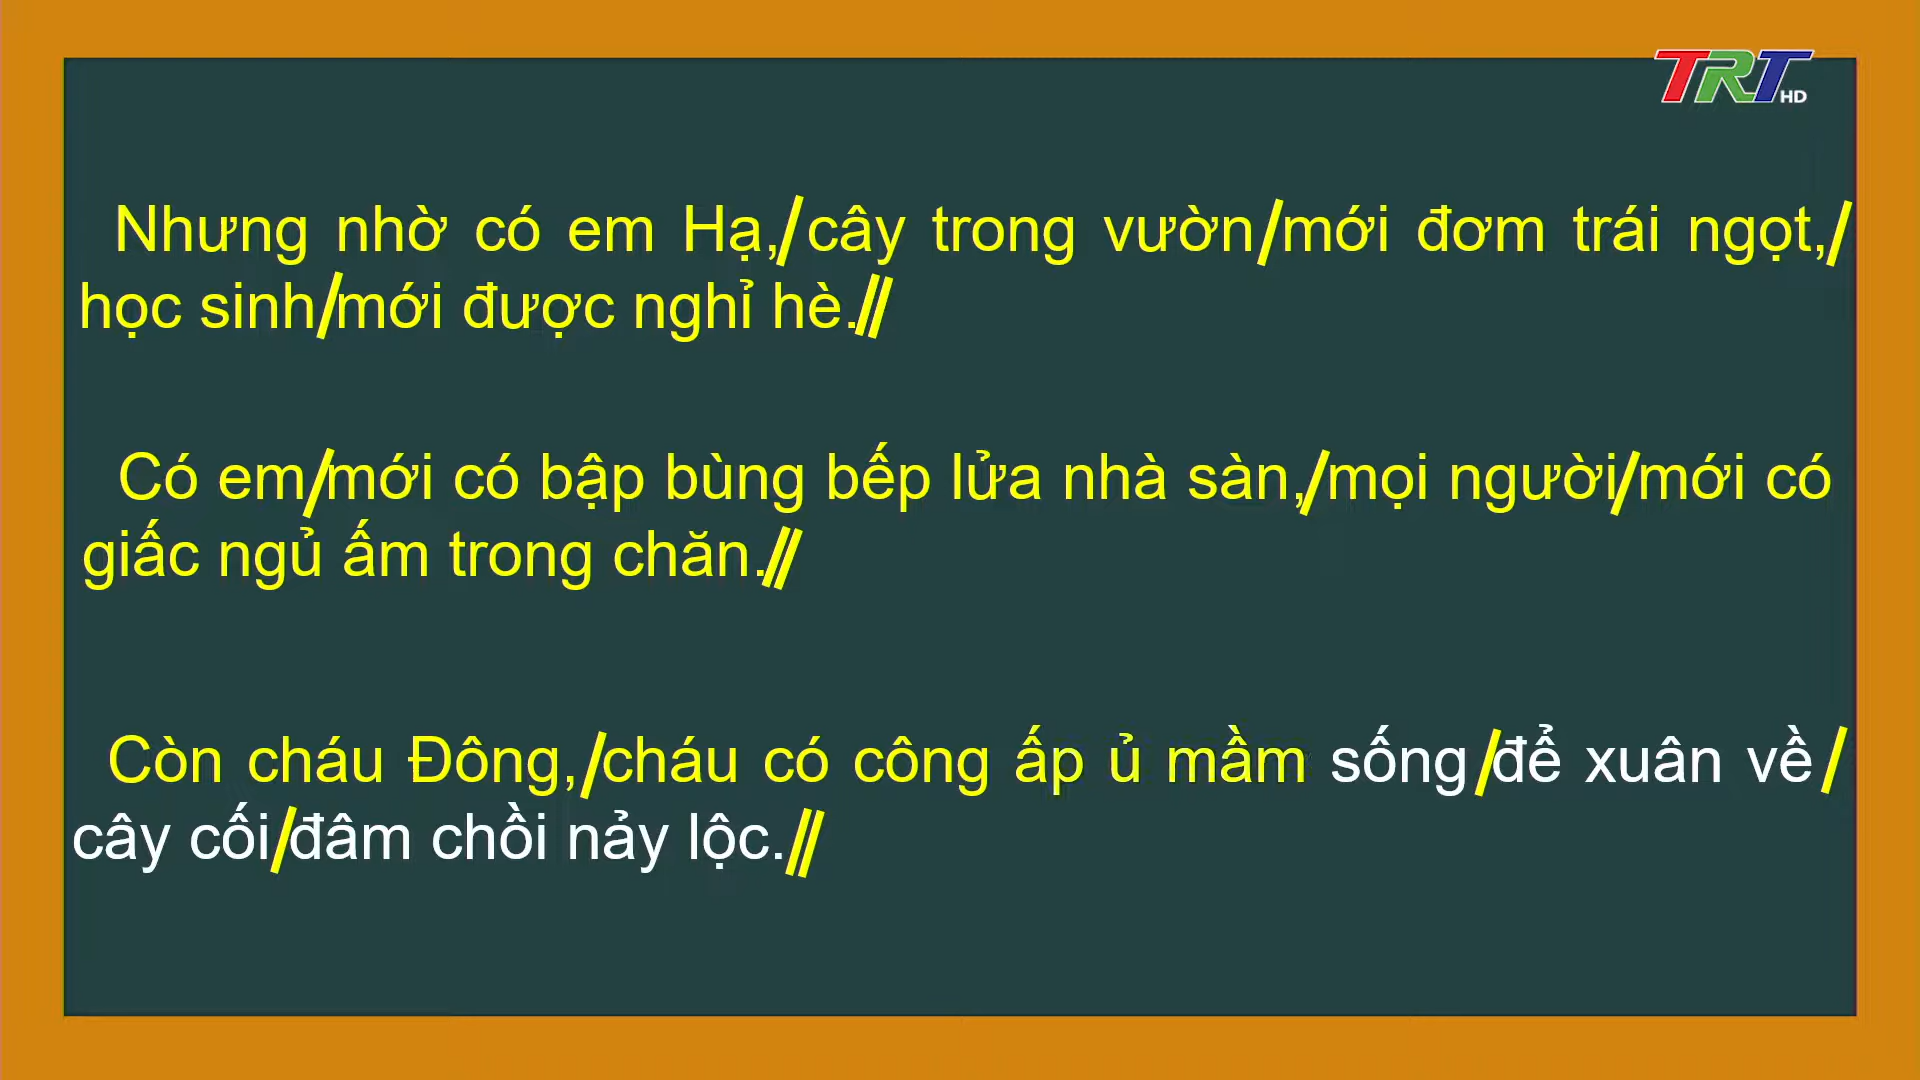 TRT HD
Nhưng nhờ có em Hạ,/cây trong vườn/mới đơm trái ngọt,/
học sinh/mới được nghỉ hè.//
Có em/mới có bập bùng bếp lửa nhà sàn,/mọi người/mới có
giấc ngủ ấm trong chăn.//
Còn cháu Đông,/cháu có công ấp ủ mầm sống/để xuân về/
cây cối/đâm chồi nảy lộc.//